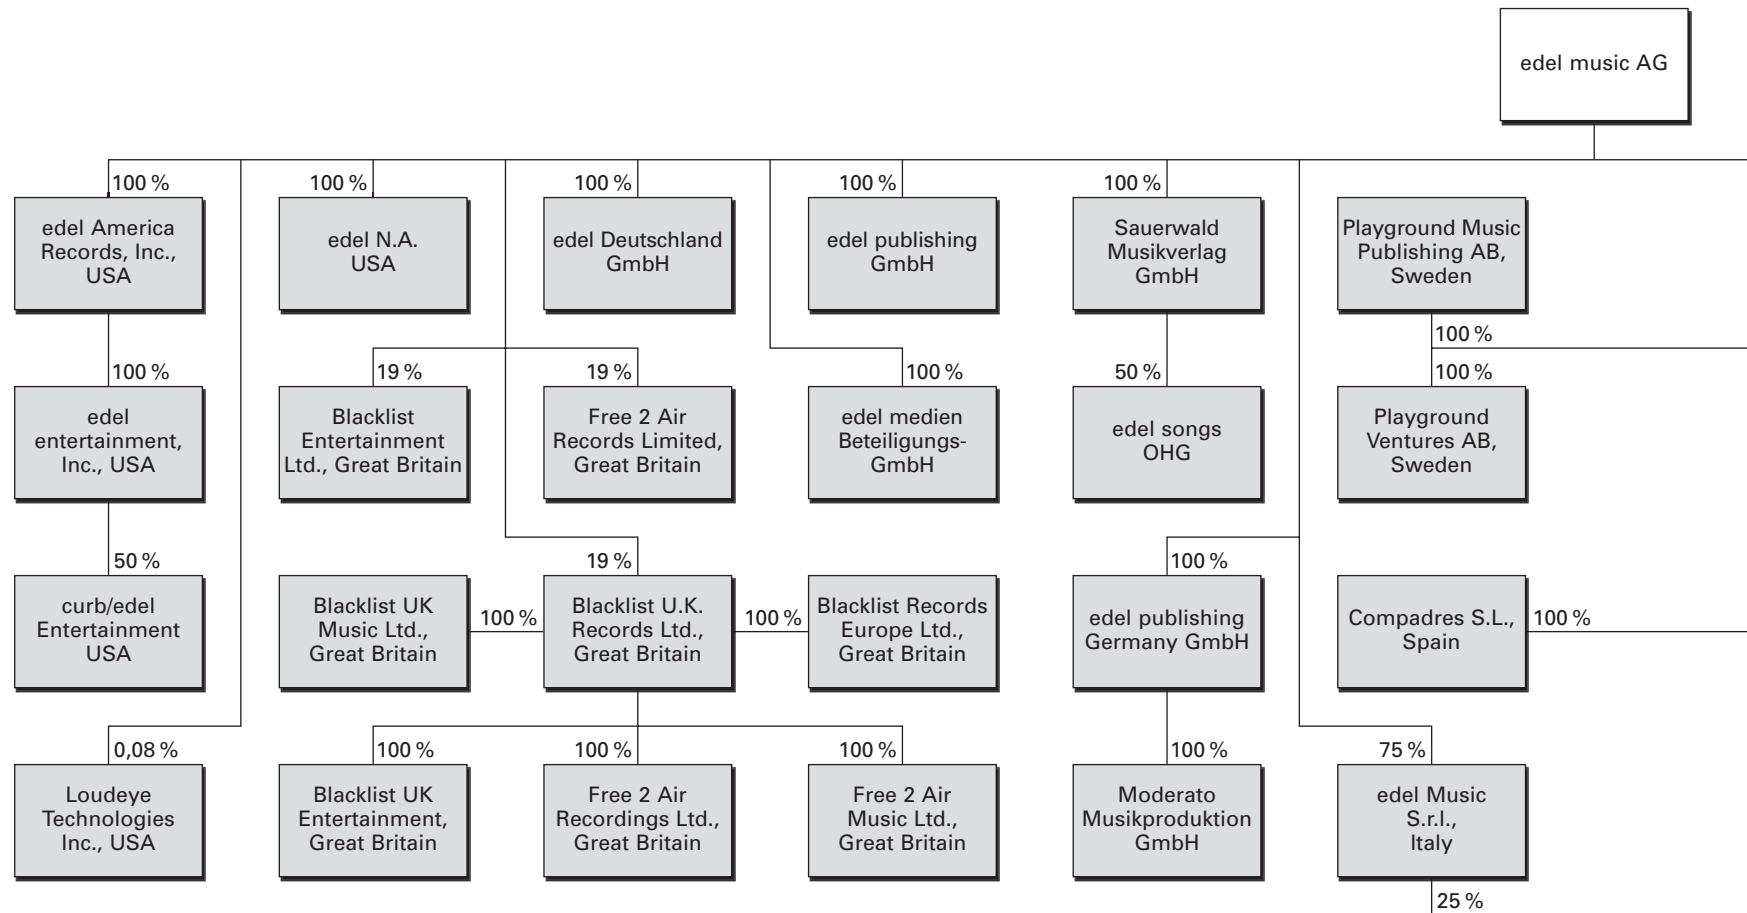 edel music AG
100 %
100 %
100 %
100 %
100 %
edel America
Records, Inc.,
USA
edel N.A.
USA
edel Deutschland
GmbH
edel publishing
GmbH
Sauerwald
Musikverlag
GmbH
Playground Music
Publishing AB,
Sweden
100 %
100 %
19 %
19 %
100 %
50 %
100 %
edel
entertainment,
Inc., USA
Blacklist
Entertainment
Ltd., Great Britain
Free 2 Air
Records Limited,
Great Britain
edel medien
Beteiligungs-
GmbH
edel songs
OHG
Playground
Ventures AB,
Sweden
50 %
19 %
100 %
curb/edel
Entertainment
USA
Blacklist UK
Music Ltd.,
Great Britain
100 %
Blacklist U.K.
Records Ltd.,
Great Britain
100 %
Blacklist Records
Europe Ltd.,
Great Britain
edel publishing
Germany GmbH
Compadres S.L.,
Spain
100 %
0,08 %
100 %
100 %
100 %
100 %
75 %
Loudeye
Technologies
Inc., USA
Blacklist UK
Entertainment,
Great Britain
Free 2 Air
Recordings Ltd.,
Great Britain
Free 2 Air
Music Ltd.,
Great Britain
Moderato
Musikproduktion
GmbH
edel Music
S.r.l.,
Italy
25 %